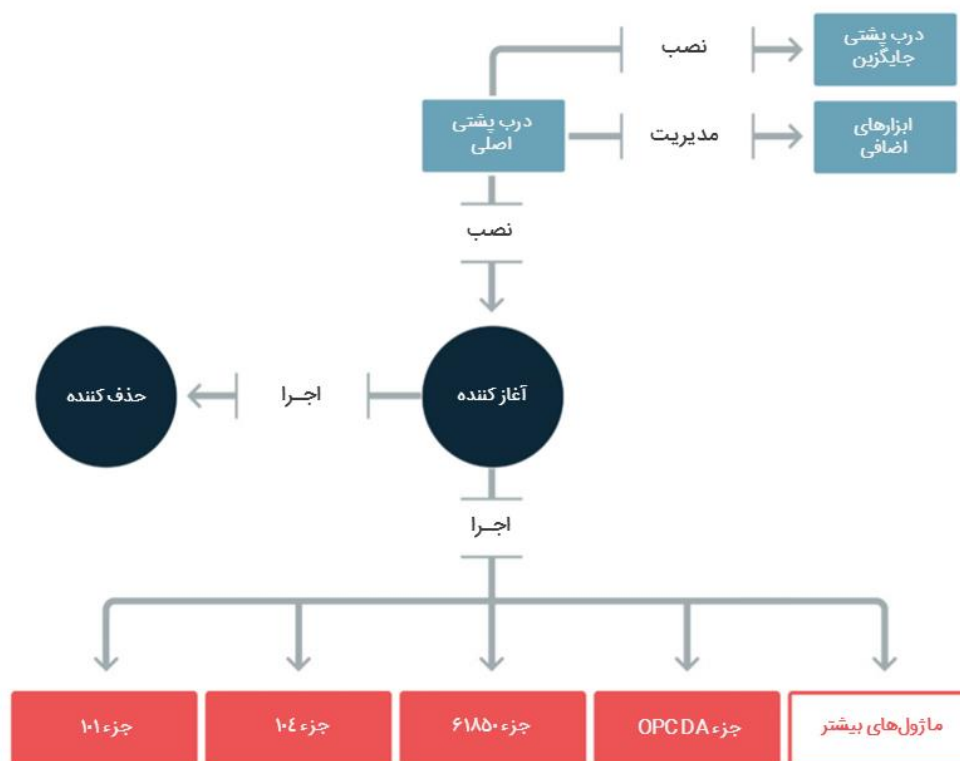 درب پشتی
جایگزین
نصب
درب پشتی
اصلی
مدیریت
ابزارهای
اضافی
نصب
آغاز کننده
اجـرا
حذف کننده
اجـرا
ماژول‌های بیشتر
جزء OPC DA
جزء ۶۱۸۵۰
جزء ۱۰٤
جزء ۱۰۱